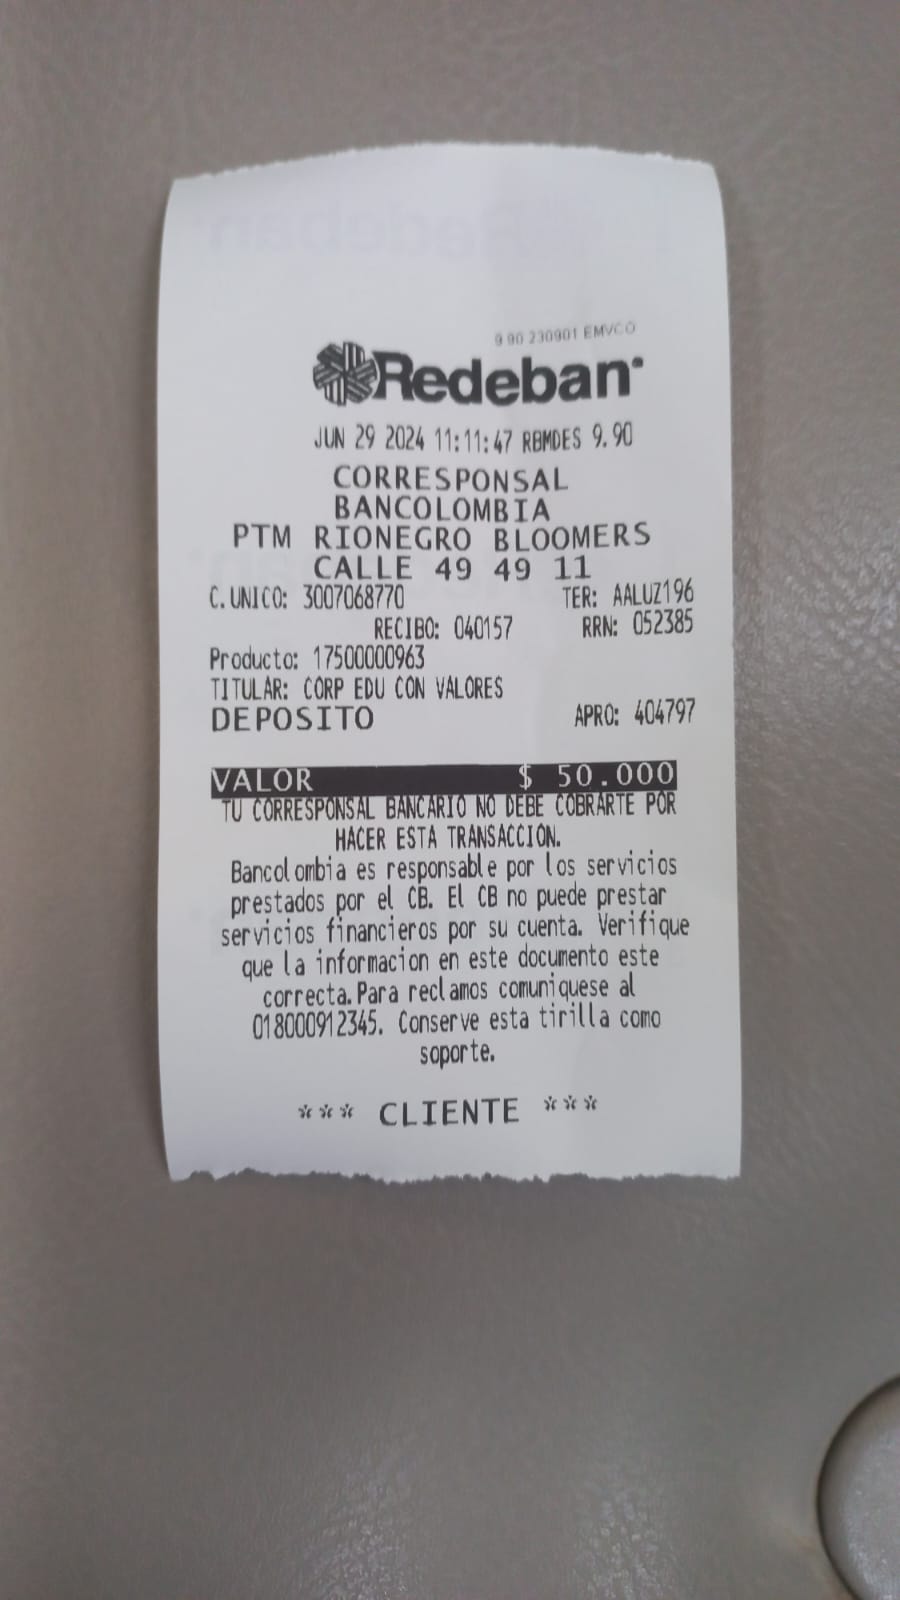 9.90 230901 EMVCO
Redeban
JUN 29 2024 11:11:47 RBMDES 9.90
CORRESPONSAL
BANCOLOMBIA
PTM RIONEGRO BLOOMERS
CALLE 49 49 11
C.UNICO: 3007068770 TER: AALUZ196
RECIBO: 040157 RRN: 052385
Producto: 17500000963
TITULAR: CORP EDU CON VALORES
DEPOSITO APRO: 404797
VALOR $ 50.000
TU CORRESPONSAL BANCARIO NO DEBE COBRARTE POR
HACER ESTA TRANSACCION.
Bancolombia es responsable por los servicios
prestados por el CB. El CB no puede prestar
servicios financieros por su cuenta. Verifique
que la informacion en este documento este
correcta.Para reclamos comuniquese al
018000912345. Conserve esta tirilla como
soporte.
*** CLIENTE ***